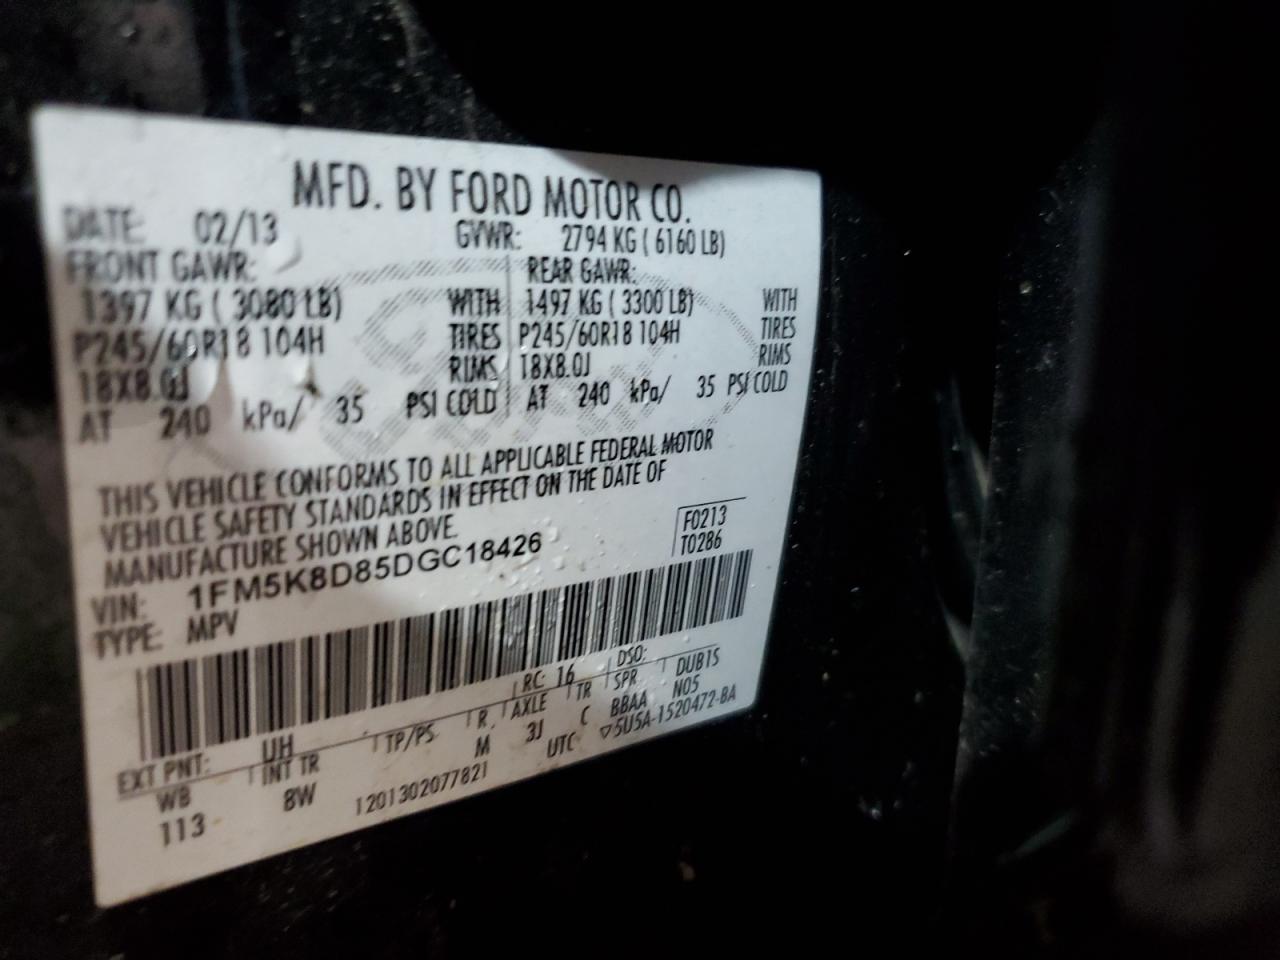 MFD. BY FORD MOTOR CO.
DATE: 02/13 GVWR: 2794 KG ( 6160 LB)
FRONT GAWR: REAR GAWR:
1397 KG ( 3080 LB) WITH 1497 KG ( 3300 LB) WITH
P245/60R18 104H TIRES P245/60R18 104H TIRES
18X8.0J RIMS 18X8.0J RIMS
AT 240 kPa/ 35 PSI COLD AT 240 kPa/ 35 PSI COLD
THIS VEHICLE CONFORMS TO ALL APPLICABLE FEDERAL MOTOR
VEHICLE SAFETY STANDARDS IN EFFECT ON THE DATE OF
MANUFACTURE SHOWN ABOVE.
F0213
T0286
VIN: 1FM5K8D85DGC18426
TYPE: MPV
EXT PNT: UH RC: 16 DSO:
WB INT TR TP/PS R AXLE TR SPR DUB15
113 8W M 3J C BBAA N05
1201302077821 UTC ▽5U5A-1520472-BA